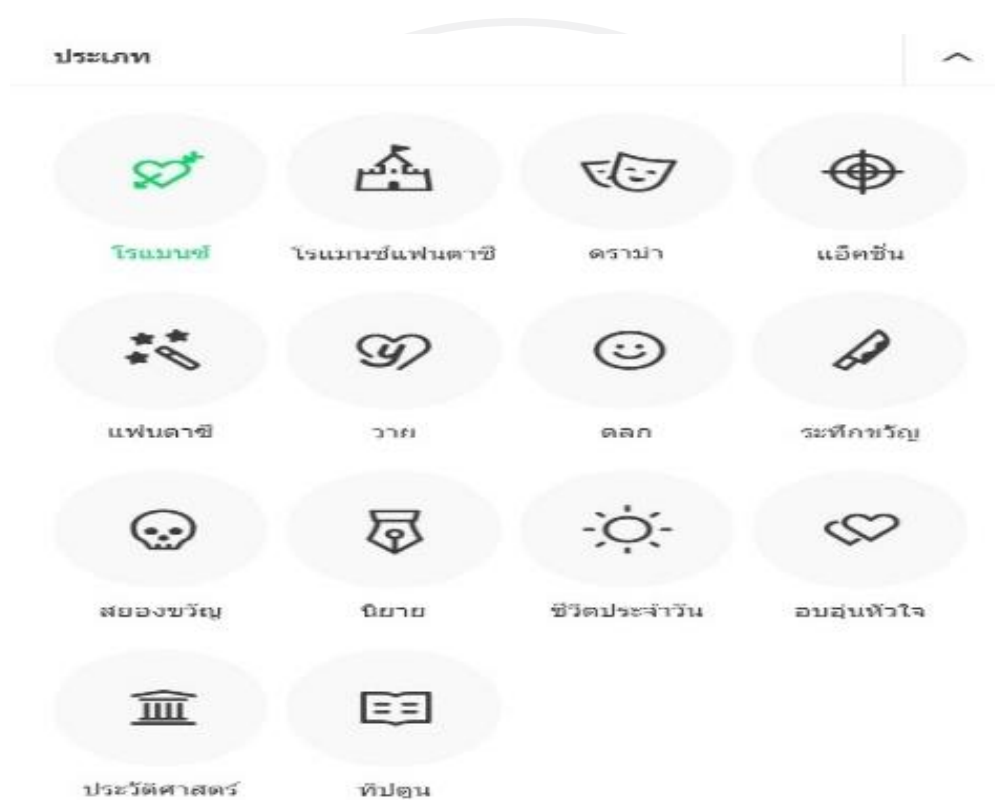 ประเภท
โรแมนซ์ โรแมนซ์แฟนตาซี ดราม่า แอ็คชั่น
แฟนตาซี วาย ตลก ระทึกขวัญ
สยองขวัญ นิยาย ชีวิตประจำวัน อบอุ่นหัวใจ
ประวัติศาสตร์ ทิปตูน